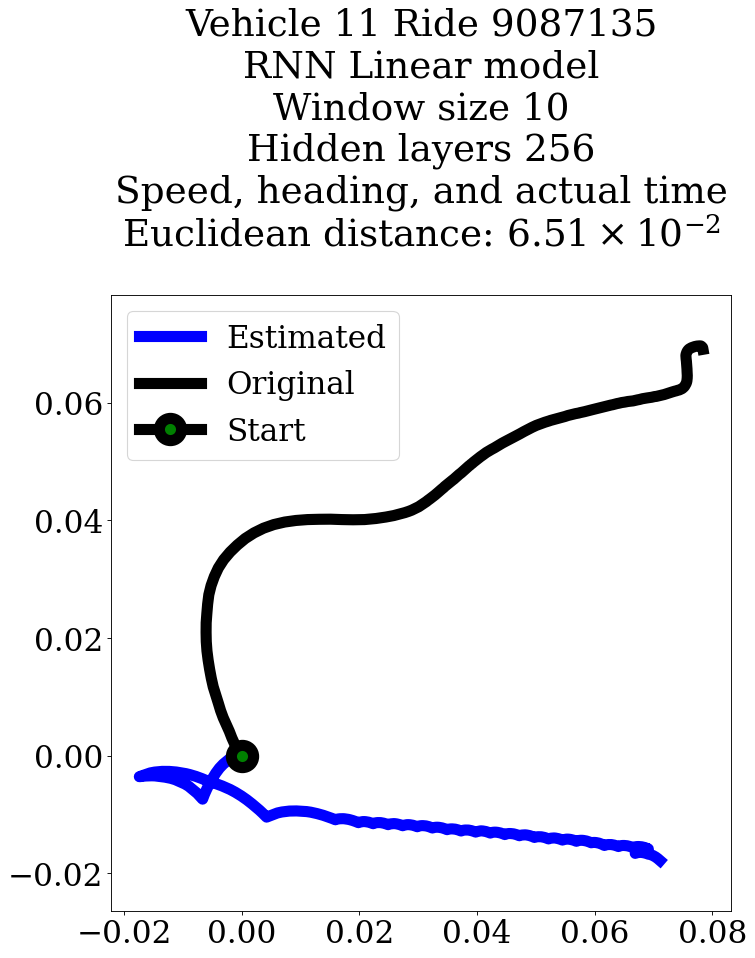 Vehicle 11 Ride 9087135
RNN Linear model
Window size 10
Hidden layers 256
Speed, heading, and actual time
Euclidean distance: 6.51 × 10⁻²
Estimated
Original
Start
0.06
0.04
0.02
0.00
−0.02
−0.02 0.00 0.02 0.04 0.06 0.08